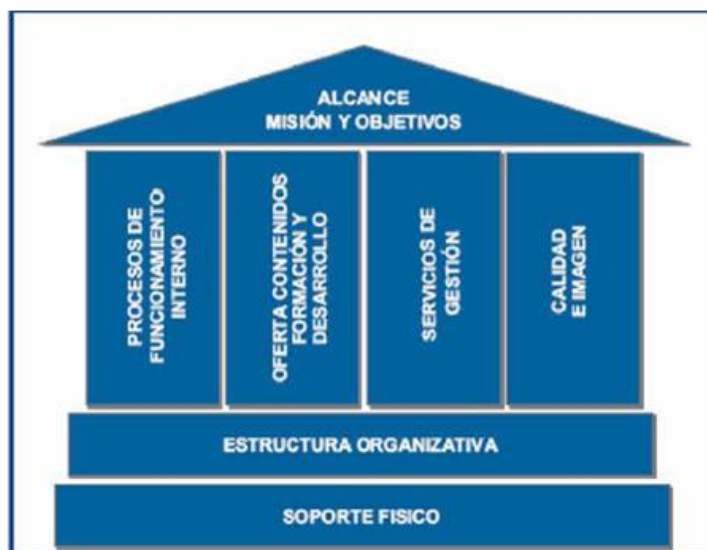 ALCANCE
MISIÓN Y OBJETIVOS
PROCESOS DE
FUNCIONAMIENTO
INTERNO
OFERTA CONTENIDOS
FORMACIÓN Y
DESARROLLO
SERVICIOS DE
GESTIÓN
CALIDAD
E IMAGEN
ESTRUCTURA ORGANIZATIVA
SOPORTE FISICO